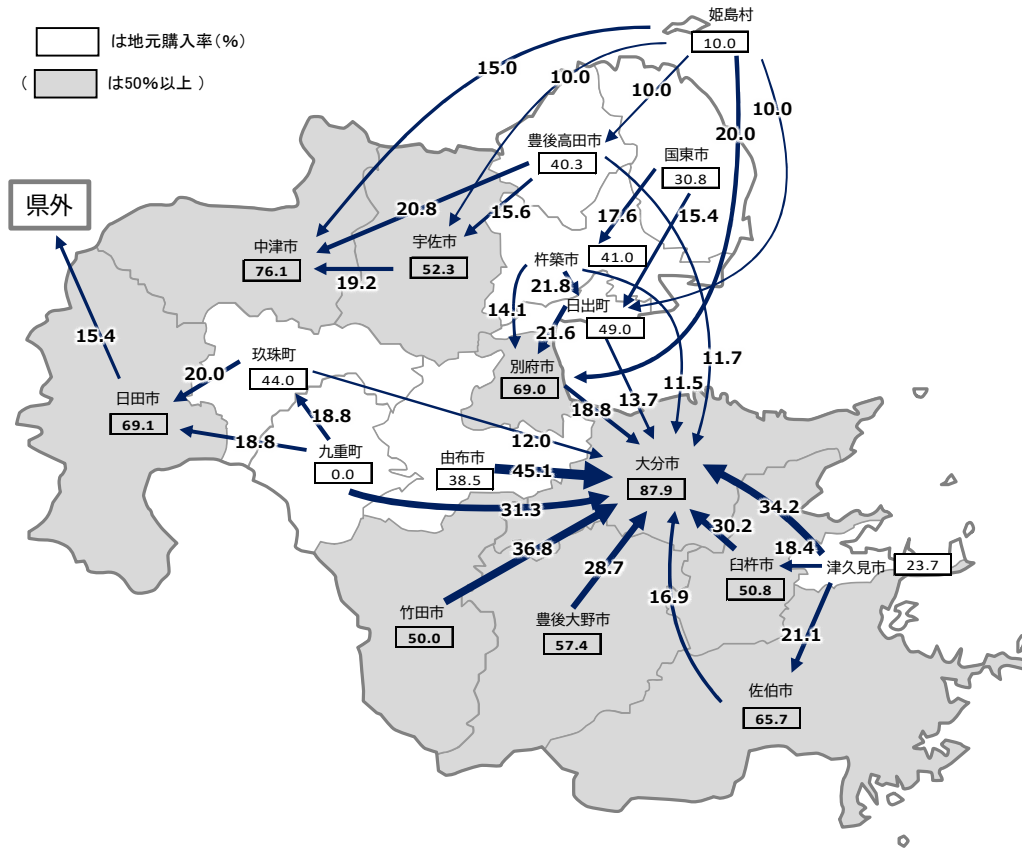 姫島村
は地元購入率(%)
10.0
( は50%以上 )
15.0
10.0
10.0
10.0
20.0
豊後高田市
40.3
国東市
30.8
県外
20.8
15.6
17.6
15.4
中津市
76.1
宇佐市
52.3
19.2
杵築市
41.0
21.8
日出町
49.0
14.1
21.6
15.4
玖珠町
44.0
20.0
別府市
69.0
11.7
11.5
13.7
18.8
日田市
69.1
18.8
18.8
九重町
0.0
12.0
由布市
38.5
45.1
大分市
87.9
31.3
34.2
30.2
36.8
28.7
18.4
臼杵市
50.8
津久見市
23.7
16.9
竹田市
50.0
豊後大野市
57.4
21.1
佐伯市
65.7